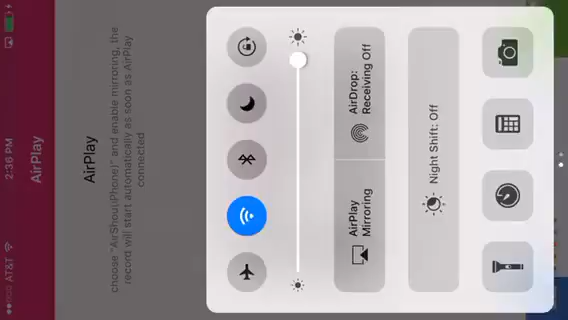 AT&T 2:36 PM
AirPlay
AirPlay
choose "AirShou(iPhone)" and enable mirroring, the
record will start automatically as soon as AirPlay
connected
AirPlay
Mirroring
AirDrop:
Receiving Off
Night Shift: Off